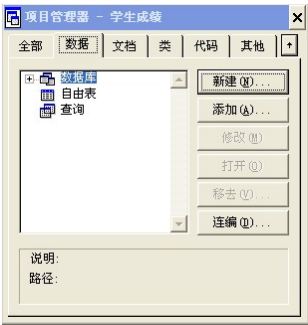 项目管理器 - 学生成绩
全部 数据 文档 类 代码 其他
数据库
自由表
查询
新建(N)...
添加(A)...
修改(M)
打开(O)
移去(V)...
连编(D)...
说明:
路径: